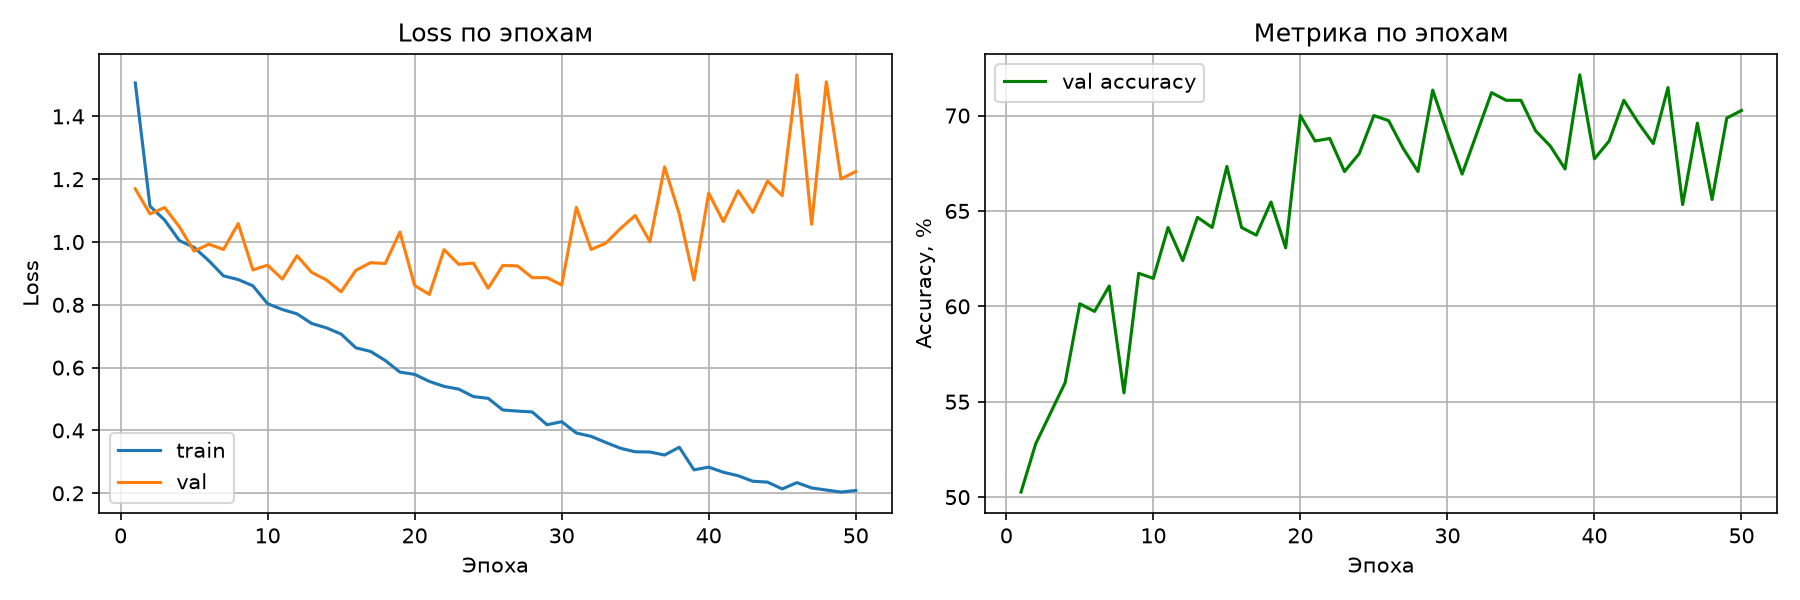 Loss по эпохам
Loss
1.4
1.2
1.0
0.8
0.6
0.4
0.2
train
val
0 10 20 30 40 50
Эпоха
Метрика по эпохам
val accuracy
Accuracy, %
70
65
60
55
50
0 10 20 30 40 50
Эпоха